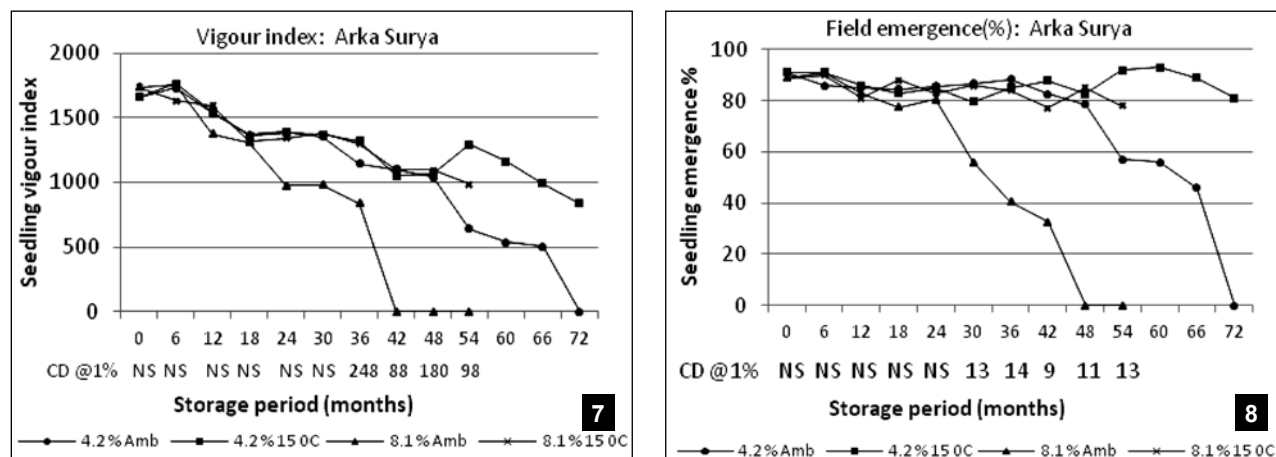 Vigour index: Arka Surya
2000
1500
1000
500
0
Seedling vigour index
0 6 12 18 24 30 36 42 48 54 60 66 72
CD @1% NS NS NS NS NS NS 248 88 180 98
Storage period (months)
7
4.2%Amb 4.2%15 0C 8.1%Amb 8.1%15 0C
Field emergence(%): Arka Surya
100
80
60
40
20
0
Seedling emergence %
0 6 12 18 24 30 36 42 48 54 60 66 72
CD @1% NS NS NS NS NS 13 14 9 11 13
Storage period (months)
8
4.2%Amb 4.2%15 0C 8.1%Amb 8.1%15 0C